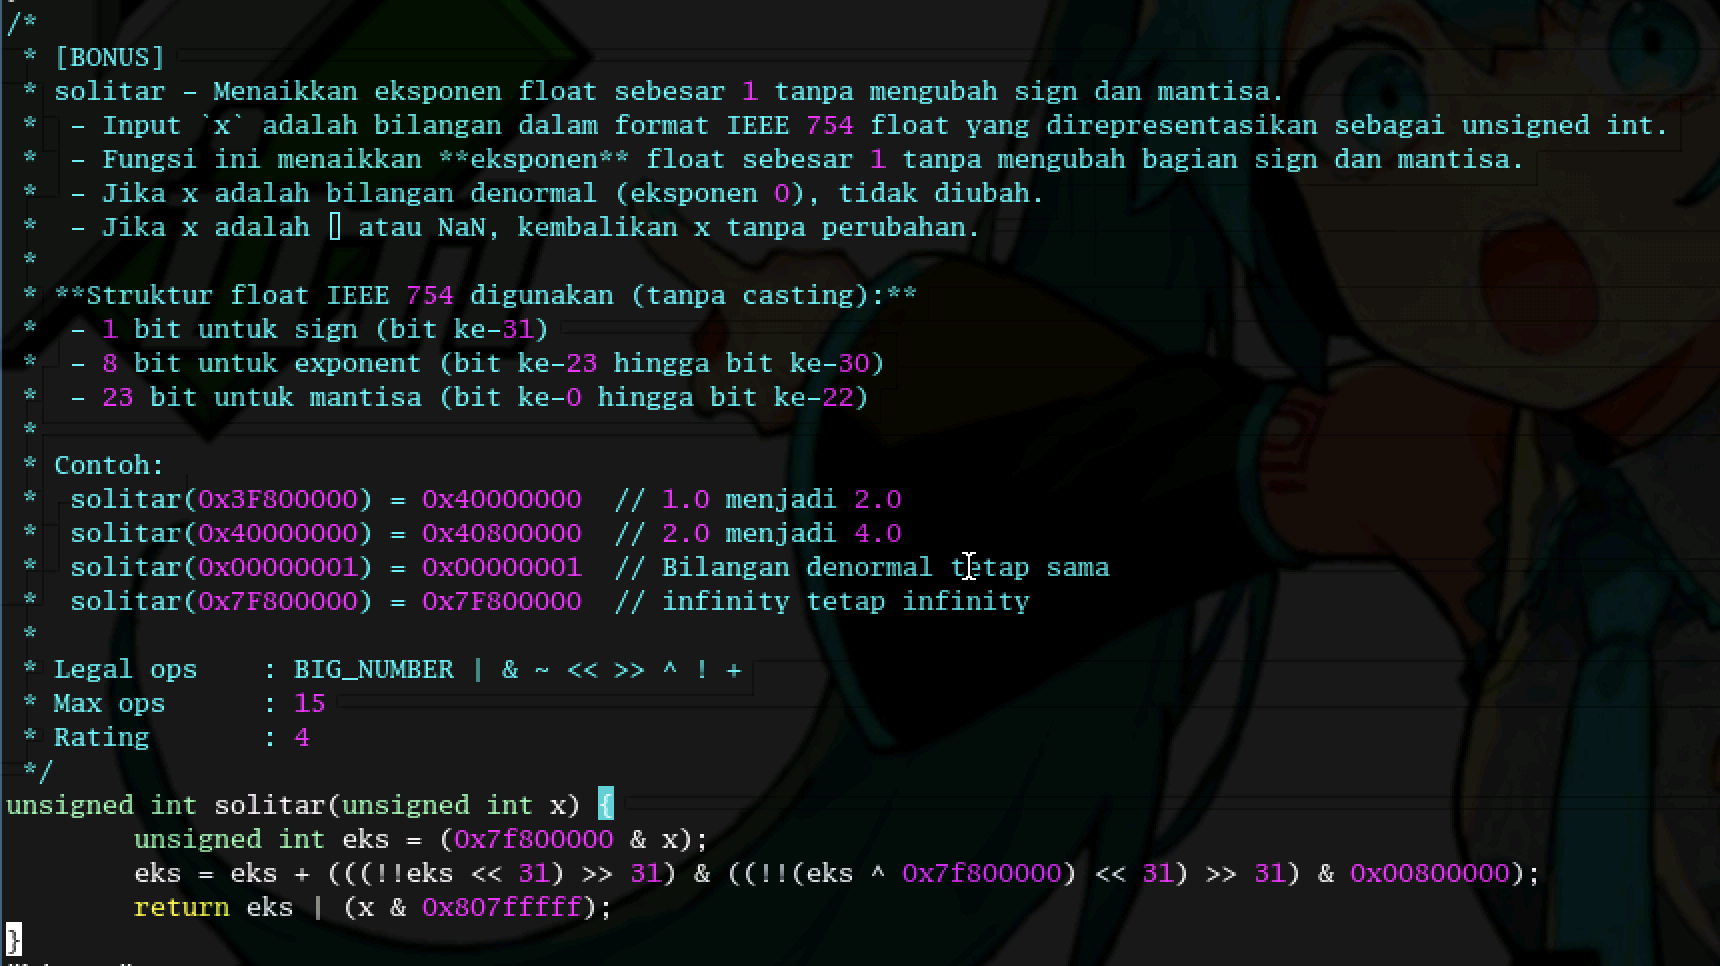 /*
 * [BONUS]
 * solitar - Menaikkan eksponen float sebesar 1 tanpa mengubah sign dan mantisa.
 *  - Input `x` adalah bilangan dalam format IEEE 754 float yang direpresentasikan sebagai unsigned int.
 *  - Fungsi ini menaikkan **eksponen** float sebesar 1 tanpa mengubah bagian sign dan mantisa.
 *  - Jika x adalah bilangan denormal (eksponen 0), tidak diubah.
 *  - Jika x adalah atau NaN, kembalikan x tanpa perubahan.
 *
 * **Struktur float IEEE 754 digunakan (tanpa casting):**
 *  - 1 bit untuk sign (bit ke-31)
 *  - 8 bit untuk exponent (bit ke-23 hingga bit ke-30)
 *  - 23 bit untuk mantisa (bit ke-0 hingga bit ke-22)
 *
 * Contoh:
 *  solitar(0x3F800000) = 0x40000000  // 1.0 menjadi 2.0
 *  solitar(0x40000000) = 0x40800000  // 2.0 menjadi 4.0
 *  solitar(0x00000001) = 0x00000001  // Bilangan denormal tetap sama
 *  solitar(0x7F800000) = 0x7F800000  // infinity tetap infinity
 *
 * Legal ops    : BIG_NUMBER | & ~ << >> ^ ! +
 * Max ops      : 15
 * Rating       : 4
 */
unsigned int solitar(unsigned int x) {
        unsigned int eks = (0x7f800000 & x);
        eks = eks + (((!!eks << 31) >> 31) & ((!!(eks ^ 0x7f800000) << 31) >> 31) & 0x00800000);
        return eks | (x & 0x807fffff);
}